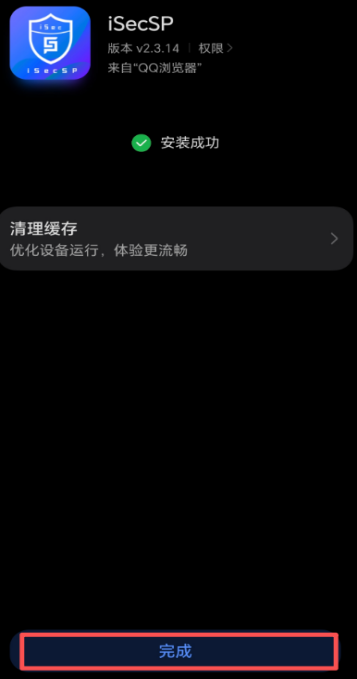 iSec
iSecSP
iSecSP
版本 v2.3.14 | 权限 >
来自“QQ浏览器”
安装成功
清理缓存
优化设备运行，体验更流畅
完成